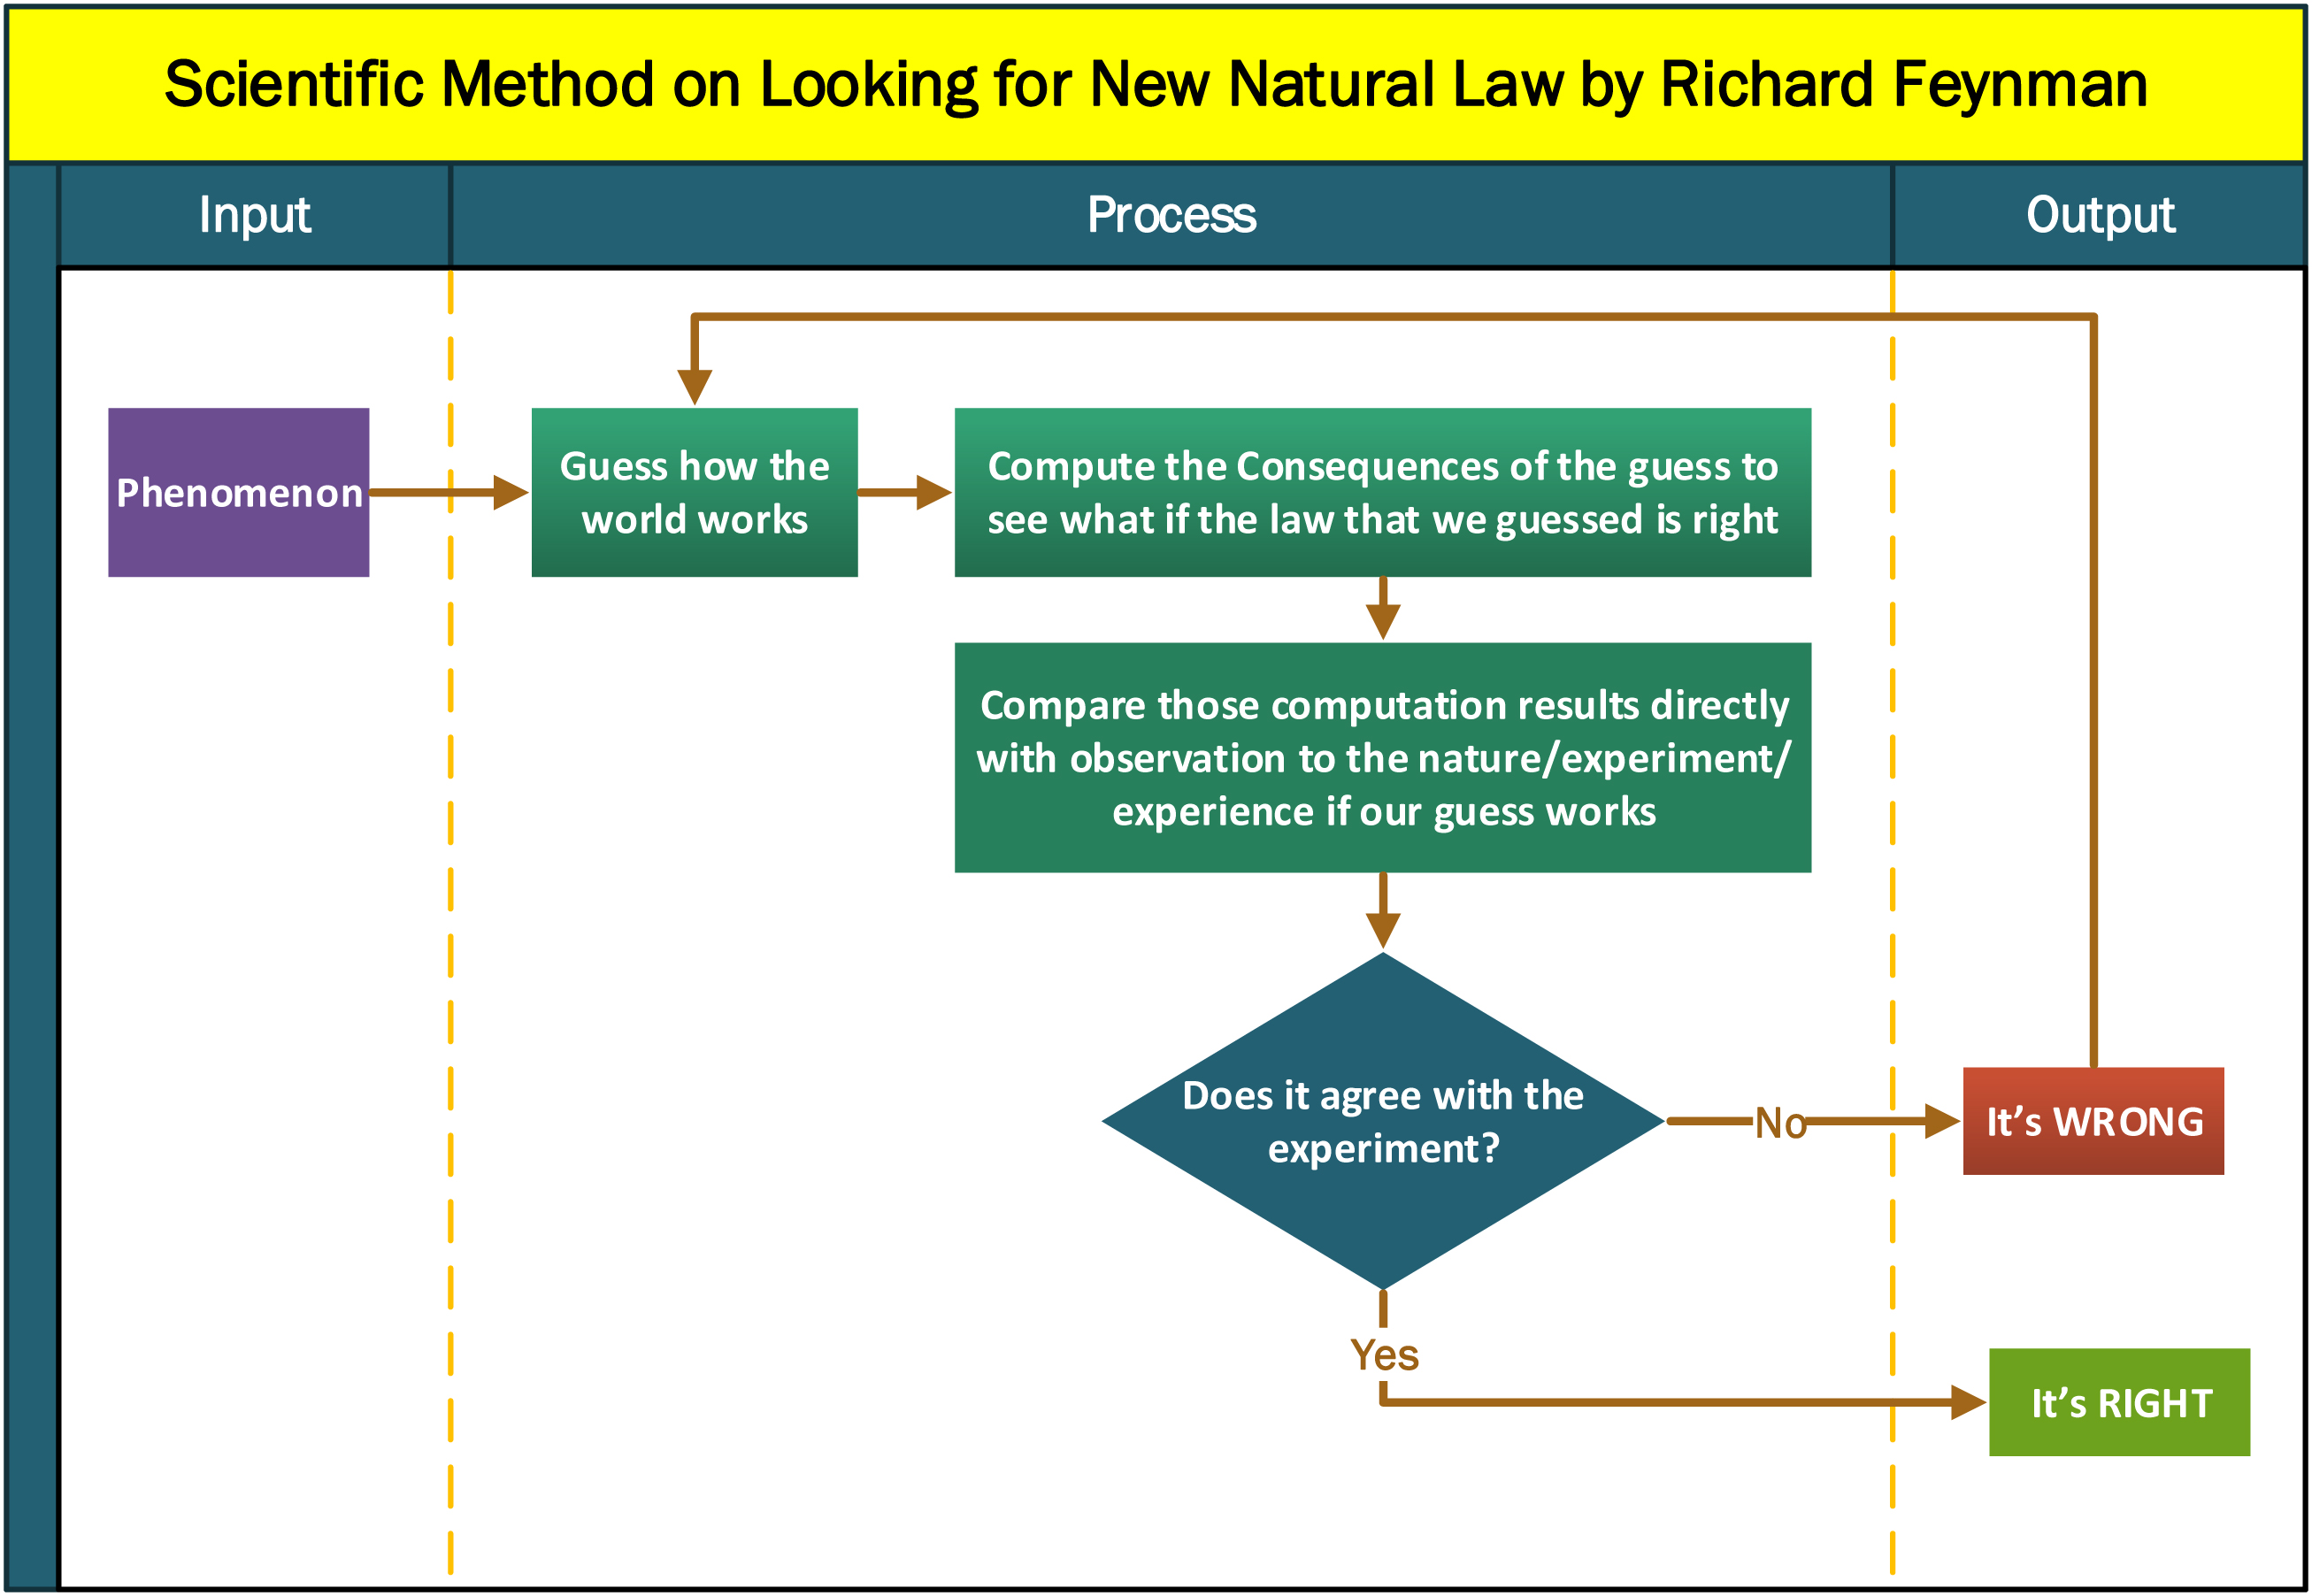 Scientific Method on Looking for New Natural Law by Richard Feynman
Input
Process
Output
Phenomenon
Guess how the
world works
Compute the Consequences of the guess to
see what if the law that we guessed is right
Compare those computation results directly
with observation to the nature/experiment/
experience if our guess works
Does it agree with the
experiment?
No
It's WRONG
Yes
It's RIGHT